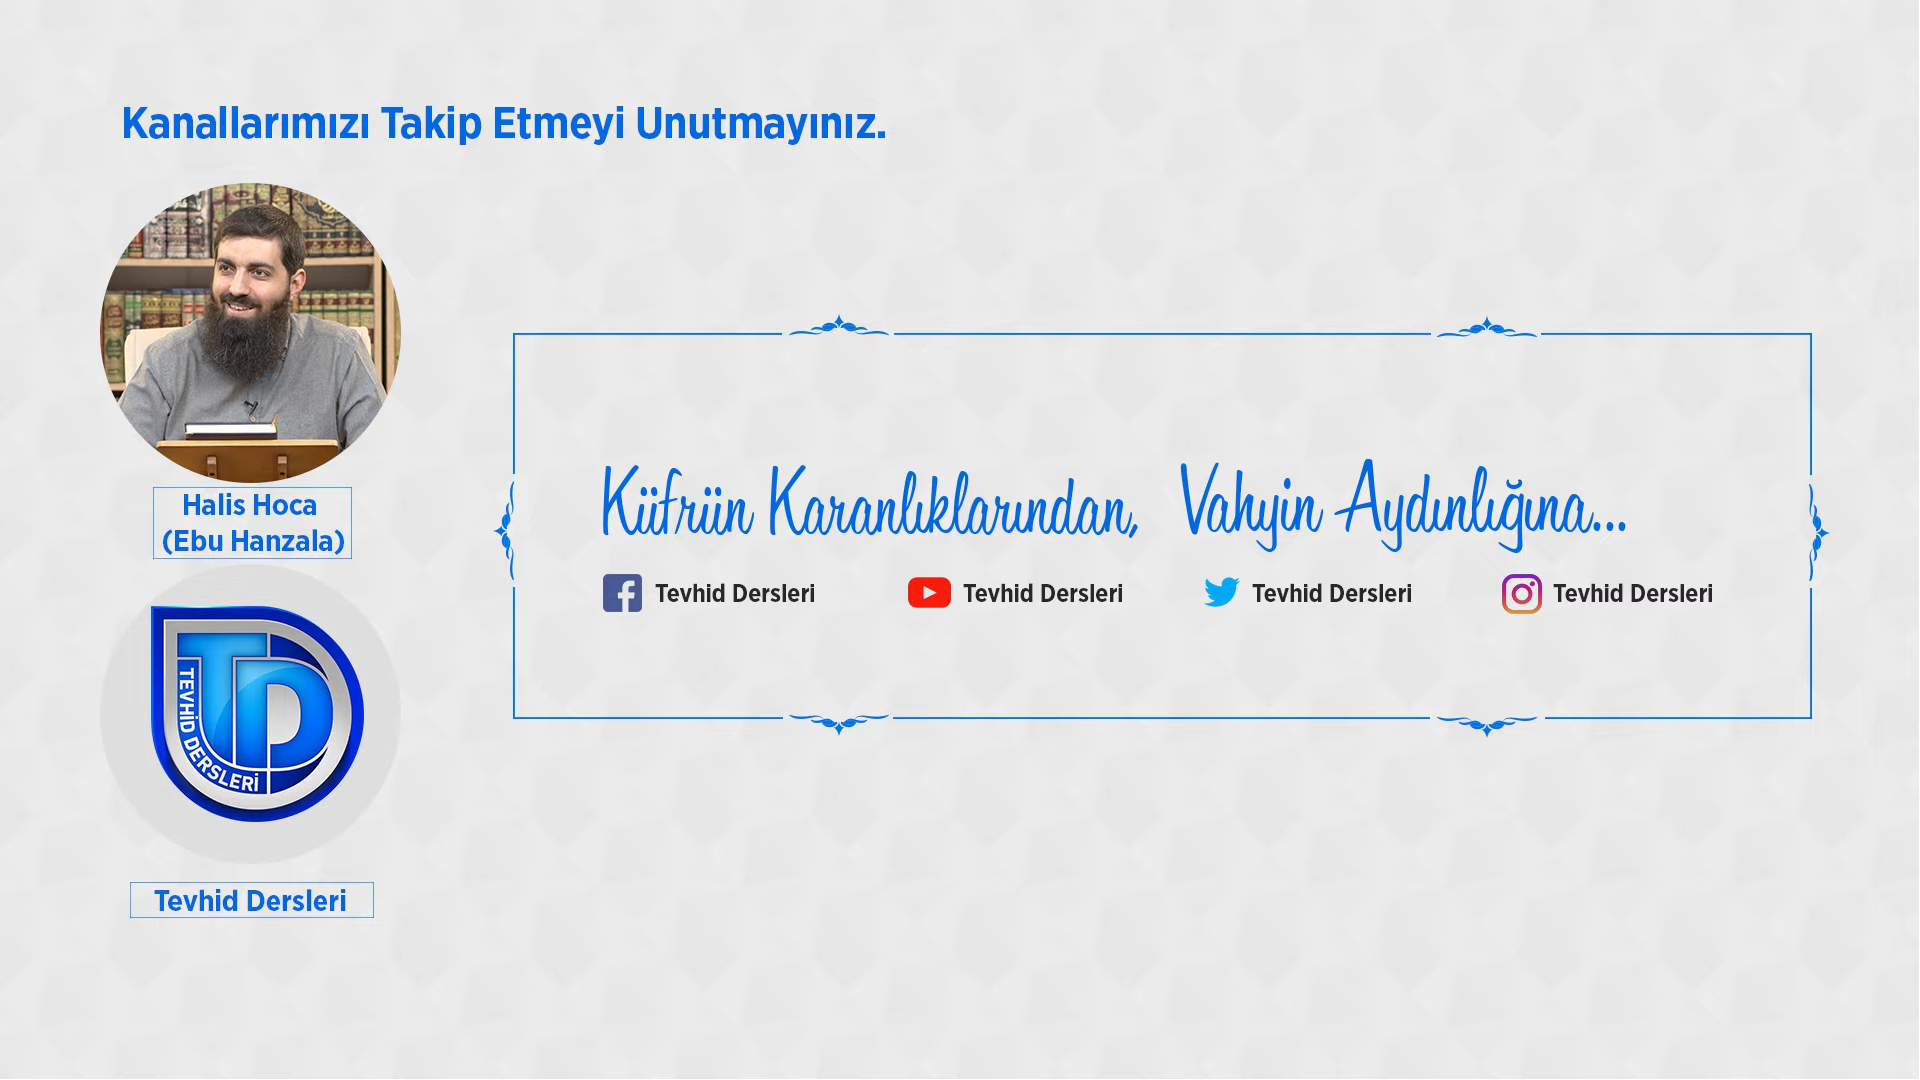 Kanallarımızı Takip Etmeyi Unutmayınız.
Halis Hoca
(Ebu Hanzala)
TD
TEVHİD DERSLERİ
Tevhid Dersleri
Küfrün Karanlıklarından, Vahyin Aydınlığına...
Tevhid Dersleri Tevhid Dersleri Tevhid Dersleri Tevhid Dersleri